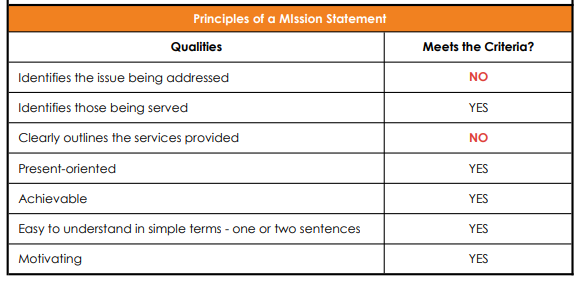 Principles of a MIssion Statement
Qualities Meets the Criteria?
Identifies the issue being addressed NO
Identifies those being served YES
Clearly outlines the services provided NO
Present-oriented YES
Achievable YES
Easy to understand in simple terms - one or two sentences YES
Motivating YES